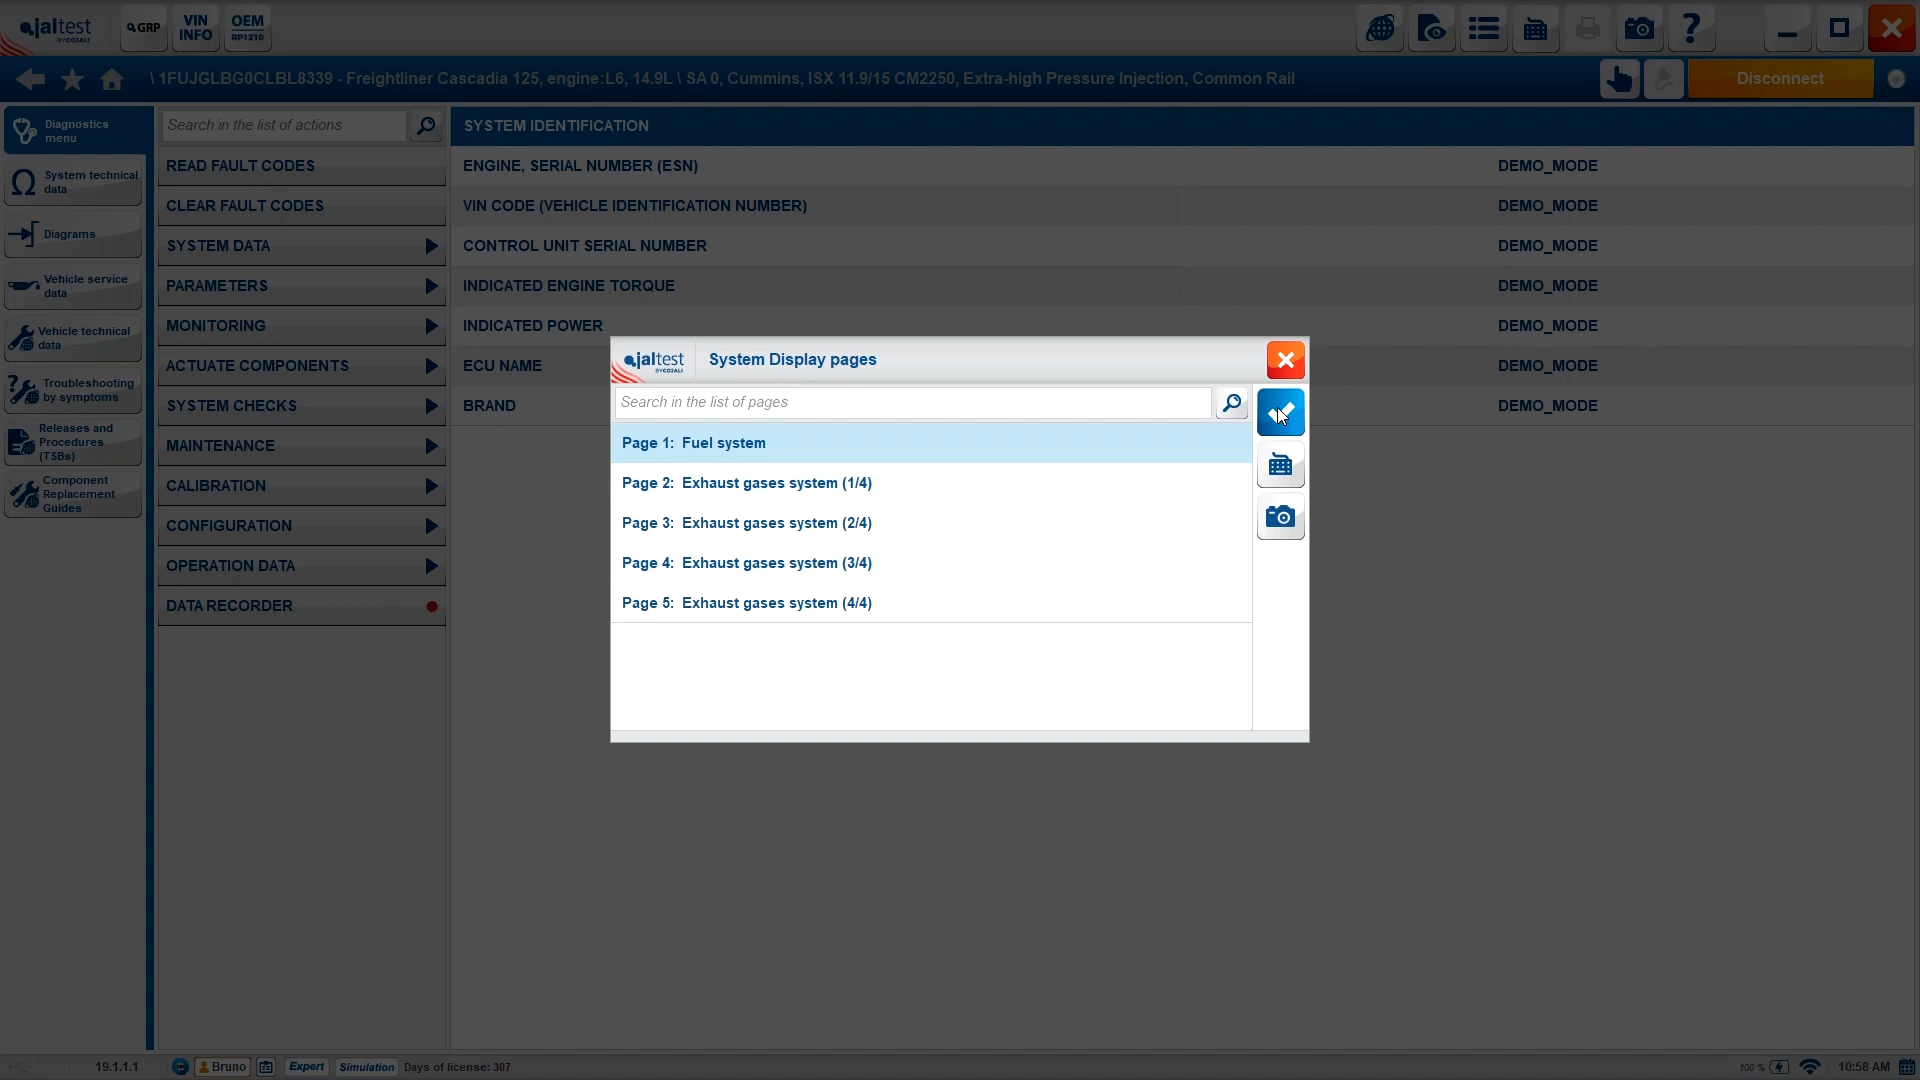 jaltest
BY COJALI
GRP
VIN
INFO
OEM
RP1210
?
\ 1FUJGLBG0CLBL8339 - Freightliner Cascadia 125, engine:L6, 14.9L \ SA 0, Cummins, ISX 11.9/15 CM2250, Extra-high Pressure Injection, Common Rail
Disconnect
Diagnostics
menu
System technical
data
Diagrams
Vehicle service
data
Vehicle technical
data
Troubleshooting
by symptoms
Releases and
Procedures
(TSBs)
Component
Replacement
Guides
Search in the list of actions
READ FAULT CODES
CLEAR FAULT CODES
SYSTEM DATA
PARAMETERS
MONITORING
ACTUATE COMPONENTS
SYSTEM CHECKS
MAINTENANCE
CALIBRATION
CONFIGURATION
OPERATION DATA
DATA RECORDER
SYSTEM IDENTIFICATION
ENGINE, SERIAL NUMBER (ESN) DEMO_MODE
VIN CODE (VEHICLE IDENTIFICATION NUMBER) DEMO_MODE
CONTROL UNIT SERIAL NUMBER DEMO_MODE
INDICATED ENGINE TORQUE DEMO_MODE
INDICATED POWER DEMO_MODE
ECU NAME DEMO_MODE
BRAND DEMO_MODE
jaltest
BY COJALI
System Display pages
Search in the list of pages
Page 1: Fuel system
Page 2: Exhaust gases system (1/4)
Page 3: Exhaust gases system (2/4)
Page 4: Exhaust gases system (3/4)
Page 5: Exhaust gases system (4/4)
19.1.1.1 Bruno Expert Simulation Days of license: 307 100 % 10:58 AM